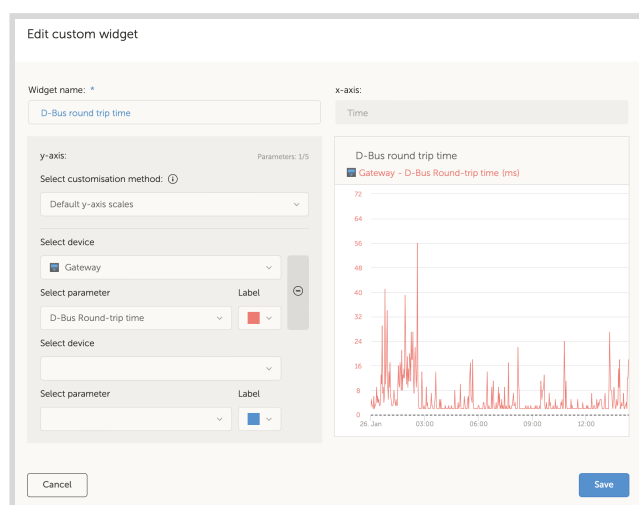 Edit custom widget
Widget name: *
D-Bus round trip time
x-axis:
Time
y-axis:
Parameters: 1/5
Select customisation method:
Default y-axis scales
Select device
Gateway
Select parameter
Label
D-Bus Round-trip time
Select device
Select parameter
Label
D-Bus round trip time
Gateway - D-Bus Round-trip time (ms)
72
64
56
48
40
32
24
16
8
0
26. Jan
03:00
06:00
09:00
12:00
Cancel
Save